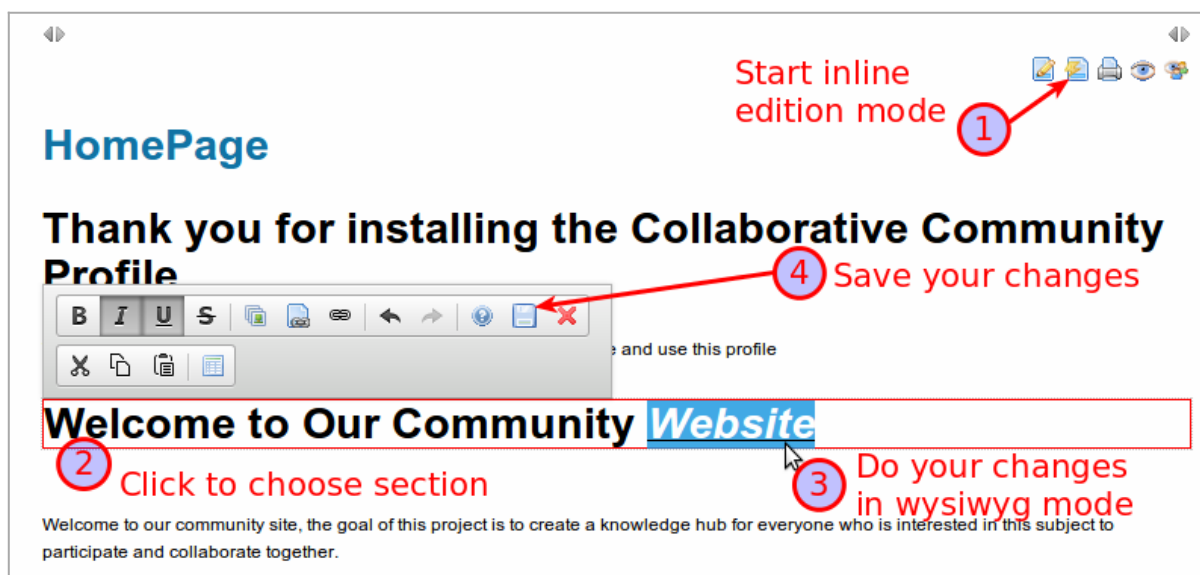 Start inline
edition mode
1
HomePage
Thank you for installing the Collaborative Community
Profile
4 Save your changes
B I U S
and use this profile
Welcome to Our Community Website
2
Click to choose section
3
Do your changes
in wysiwyg mode
Welcome to our community site, the goal of this project is to create a knowledge hub for everyone who is interested in this subject to
participate and collaborate together.